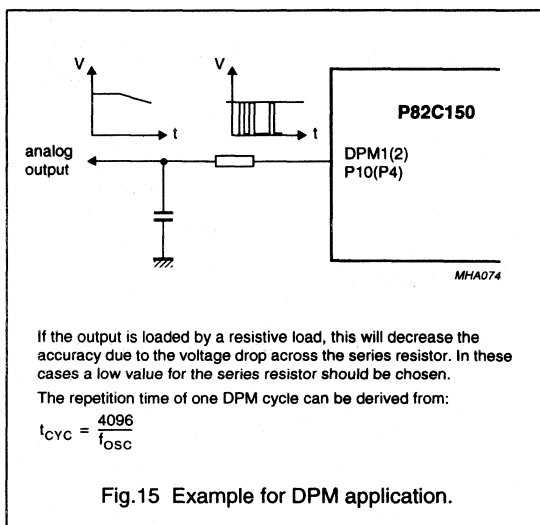 V
V
P82C150
t
t
analog
output
DPM1(2)
P10(P4)
MHA074
If the output is loaded by a resistive load, this will decrease the
accuracy due to the voltage drop across the series resistor. In these
cases a low value for the series resistor should be chosen.
The repetition time of one DPM cycle can be derived from:
tCYC = 4096/fOSC
Fig.15 Example for DPM application.